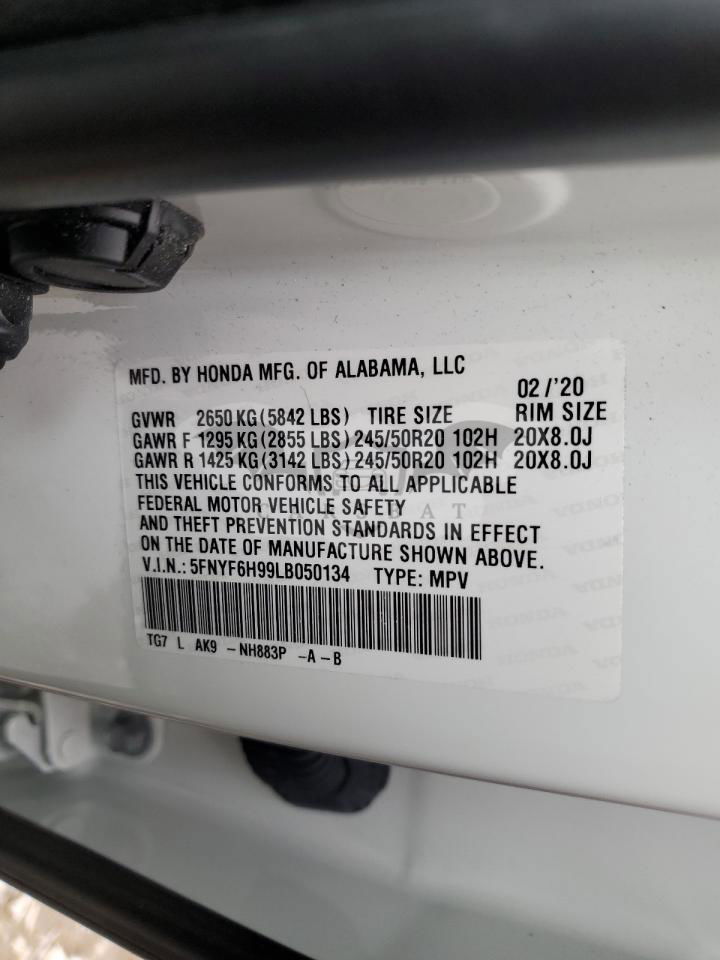 MFD. BY HONDA MFG. OF ALABAMA, LLC
02/'20
GVWR 2650 KG (5842 LBS) TIRE SIZE RIM SIZE
GAWR F 1295 KG (2855 LBS) 245/50R20 102H 20X8.0J
GAWR R 1425 KG (3142 LBS) 245/50R20 102H 20X8.0J
THIS VEHICLE CONFORMS TO ALL APPLICABLE
FEDERAL MOTOR VEHICLE SAFETY
AND THEFT PREVENTION STANDARDS IN EFFECT
ON THE DATE OF MANUFACTURE SHOWN ABOVE.
V.I.N.: 5FNYF6H99LB050134 TYPE: MPV
TG7 L AK9 -NH883P -A-B
HONDA